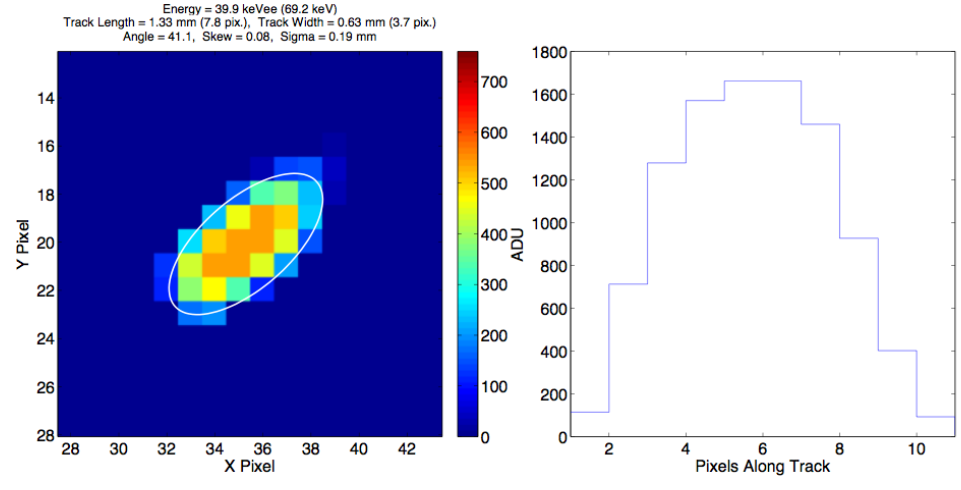 Energy = 39.9 keVee (69.2 keV)
Track Length = 1.33 mm (7.8 pix.), Track Width = 0.63 mm (3.7 pix.)
Angle = 41.1, Skew = 0.08, Sigma = 0.19 mm
14
16
18
20
22
24
26
28
Y Pixel
28 30 32 34 36 38 40 42
X Pixel
700
600
500
400
300
200
100
0
1800
1600
1400
1200
1000
800
600
400
200
0
ADU
2 4 6 8 10
Pixels Along Track